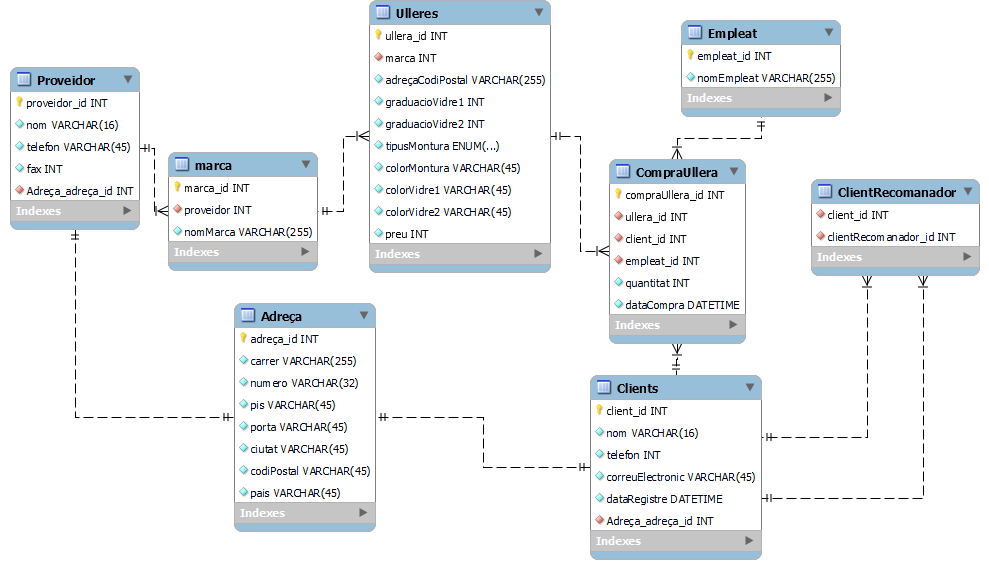 Proveidor
proveidor_id INT
nom VARCHAR(16)
telefon VARCHAR(45)
fax INT
Adreça_adreça_id INT
Indexes
marca
marca_id INT
proveidor INT
nomMarca VARCHAR(255)
Indexes
Ulleres
ullera_id INT
marca INT
adreçaCodiPostal VARCHAR(255)
graduacioVidre1 INT
graduacioVidre2 INT
tipusMontura ENUM(...)
colorMontura VARCHAR(45)
colorVidre1 VARCHAR(45)
colorVidre2 VARCHAR(45)
preu INT
Indexes
Empleat
empleat_id INT
nomEmpleat VARCHAR(255)
Indexes
CompraUllera
compraUllera_id INT
ullera_id INT
client_id INT
empleat_id INT
quantitat INT
dataCompra DATETIME
Indexes
ClientRecomanador
client_id INT
clientRecomanador_id INT
Indexes
Adreça
adreça_id INT
carrer VARCHAR(255)
numero VARCHAR(32)
pis VARCHAR(45)
porta VARCHAR(45)
ciutat VARCHAR(45)
codiPostal VARCHAR(45)
pais VARCHAR(45)
Indexes
Clients
client_id INT
nom VARCHAR(16)
telefon INT
correuElectronic VARCHAR(45)
dataRegistre DATETIME
Adreça_adreça_id INT
Indexes